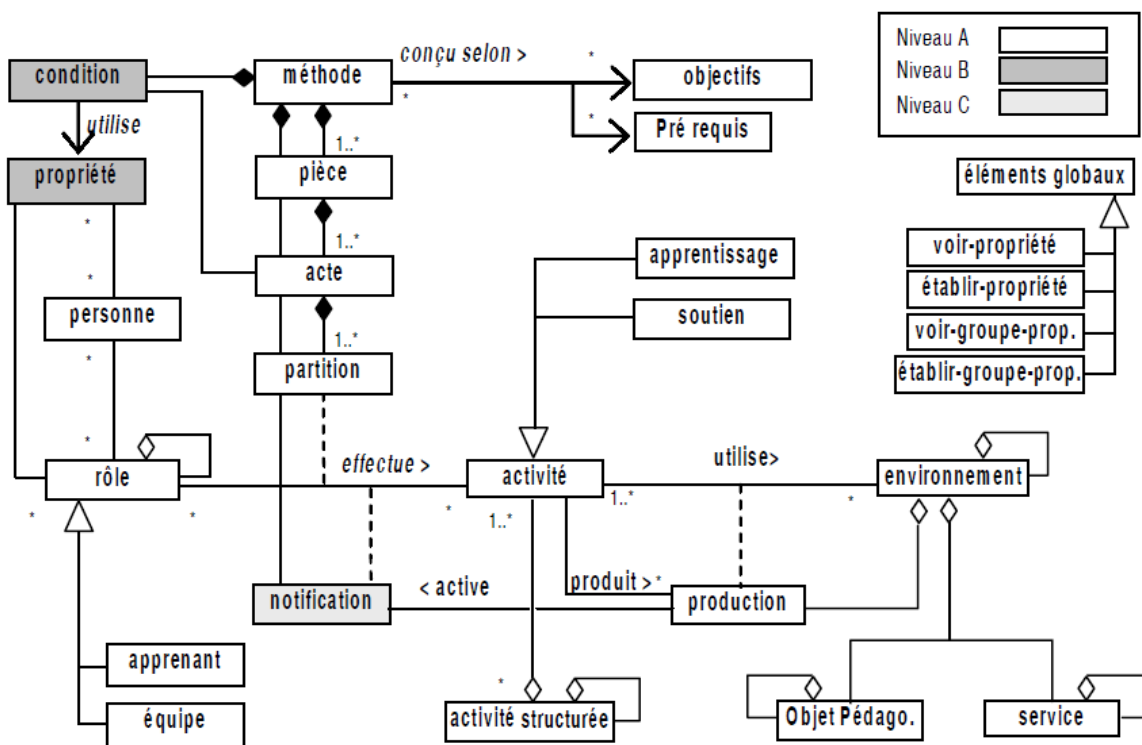 conçu selon >
*
Niveau A
condition
méthode
objectifs
Niveau B
*
utilise
*
Niveau C
1..*
Pré requis
propriété
pièce
éléments globaux
*
1..*
apprentissage
voir-propriété
*
acte
établir-propriété
personne
soutien
voir-groupe-prop.
*
1..*
partition
établir-groupe-prop.
*
rôle
effectue >
activité
utilise>
environnement
*
*
*
1..*
1..*
*
notification
< active
produit >
*
production
apprenant
*
équipe
activité structurée
Objet Pédago.
service